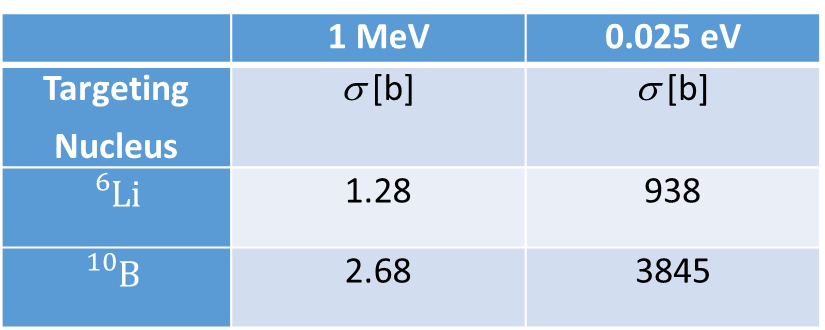 1 MeV 0.025 eV
Targeting σ[b] σ[b]
Nucleus
⁶Li 1.28 938
¹⁰B 2.68 3845